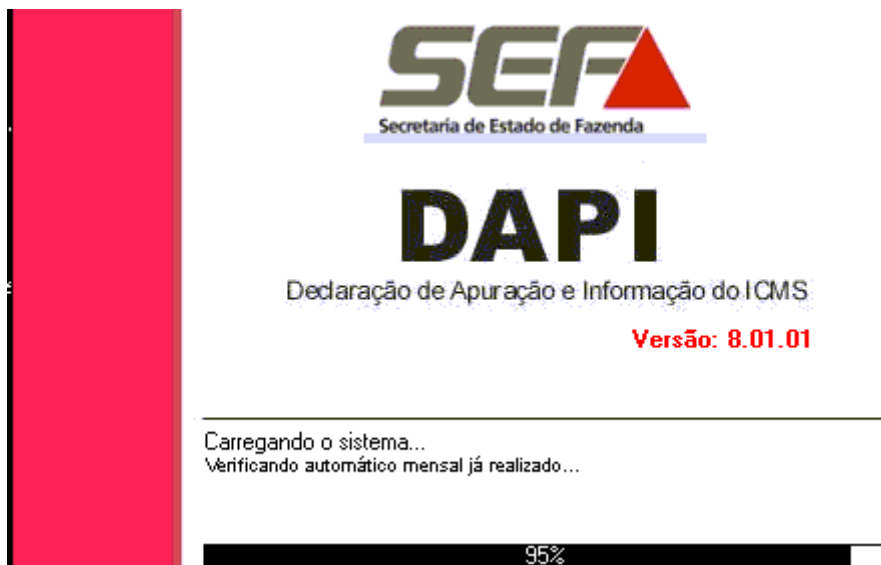 SEF
Secretaria de Estado de Fazenda
DAPI
Declaração de Apuração e Informação do ICMS
Versão: 8.01.01
Carregando o sistema...
Verificando automático mensal já realizado...
95%